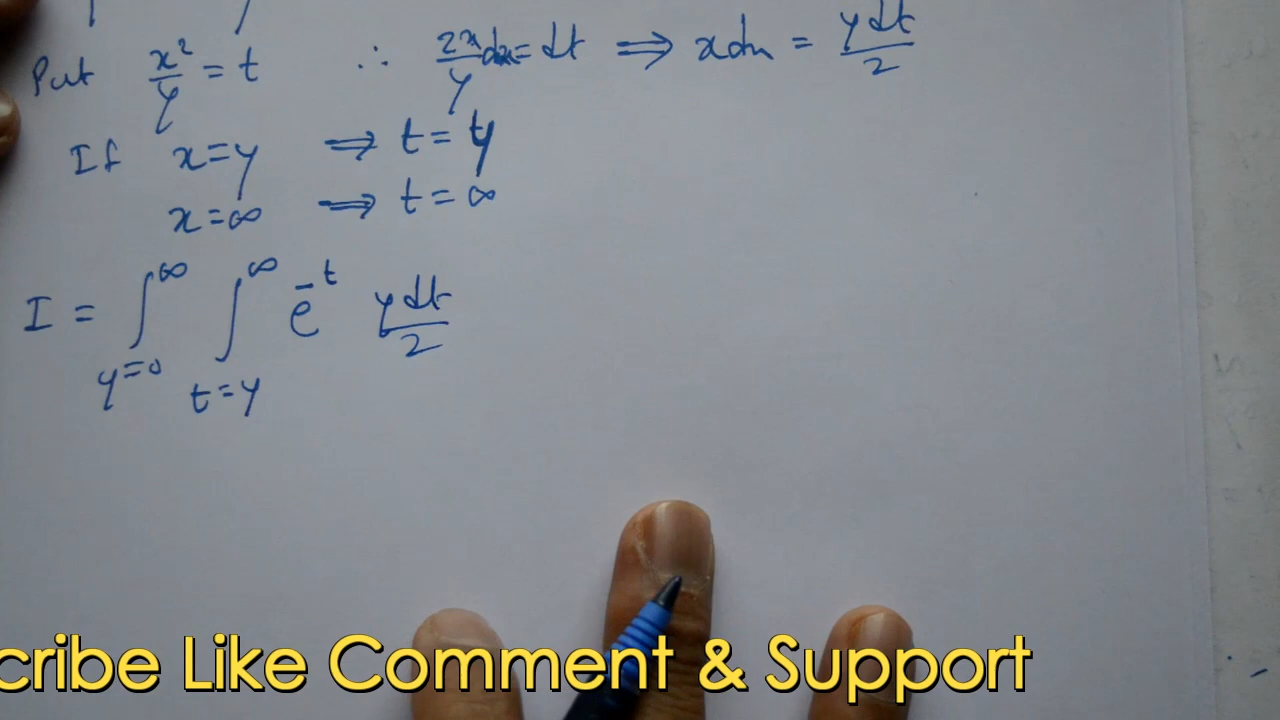 Put x²/y = t ∴ 2x/y dx = dt ⇒ x dx = y dt/2
If x=y ⇒ t = y
x=∞ ⇒ t = ∞
I = ∫_{y=0}^{∞} ∫_{t=y}^{∞} e^{-t} y dt/2
cribe Like Comment & Support